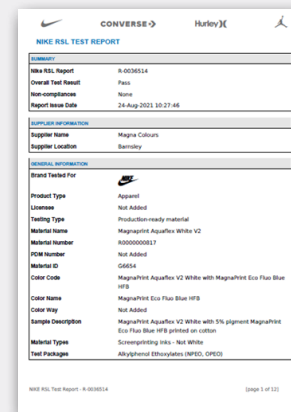 CONVERSE
Hurley
NIKE RSL TEST REPORT
SUMMARY
Nike RSL Report R-0036514
Overall Test Result Pass
Non-compliances None
Report Issue Date 24-Aug-2021 10:27:46
SUPPLIER INFORMATION
Supplier Name Magna Colours
Supplier Location Barnsley
GENERAL INFORMATION
Brand Tested For
Product Type Apparel
Licensee Not Added
Testing Type Production-ready material
Material Name Magnaprint Aquaflex White V2
Material Number R0000000817
PDM Number Not Added
Material ID G6654
Color Code MagnaPrint Aquaflex V2 White with MagnaPrint Eco Fluo Blue
HFB
Color Name MagnaPrint Eco Fluo Blue HFB
Color Way Not Added
Sample Description MagnaPrint Aquaflex V2 White with 5% pigment MagnaPrint
Eco Fluo Blue HFB printed on cotton
Material Types Screenprinting Inks - Not White
Test Packages Alkylphenol Ethoxylates (NPEO, OPEO)
NIKE RSL Test Report - R-0036514 [page 1 of 12]